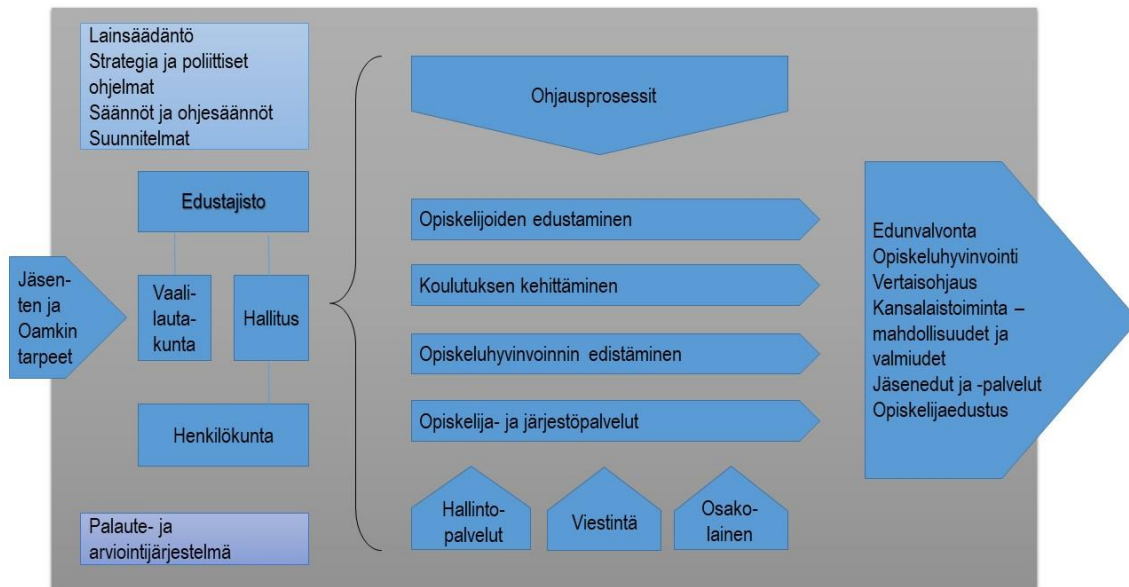 Lainsäädäntö
Strategia ja poliittiset
ohjelmat
Säännöt ja ohjesäännöt
Suunnitelmat
Edustajisto
Jäsen-
ten ja
Oamkin
tarpeet
Vaali-
lauta-
kunta
Hallitus
Henkilökunta
Palaute- ja
arviointijärjestelmä
Ohjausprosessit
Opiskelijoiden edustaminen
Koulutuksen kehittäminen
Opiskeluhyvinvoinnin edistäminen
Opiskelija- ja järjestöpalvelut
Hallinto-
palvelut
Viestintä
Osako-
lainen
Edunvalvonta
Opiskeluhyvinvointi
Vertaisohjaus
Kansalaistoiminta –
mahdollisuudet ja
valmiudet
Jäsenedut ja -palvelut
Opiskelijaedustus